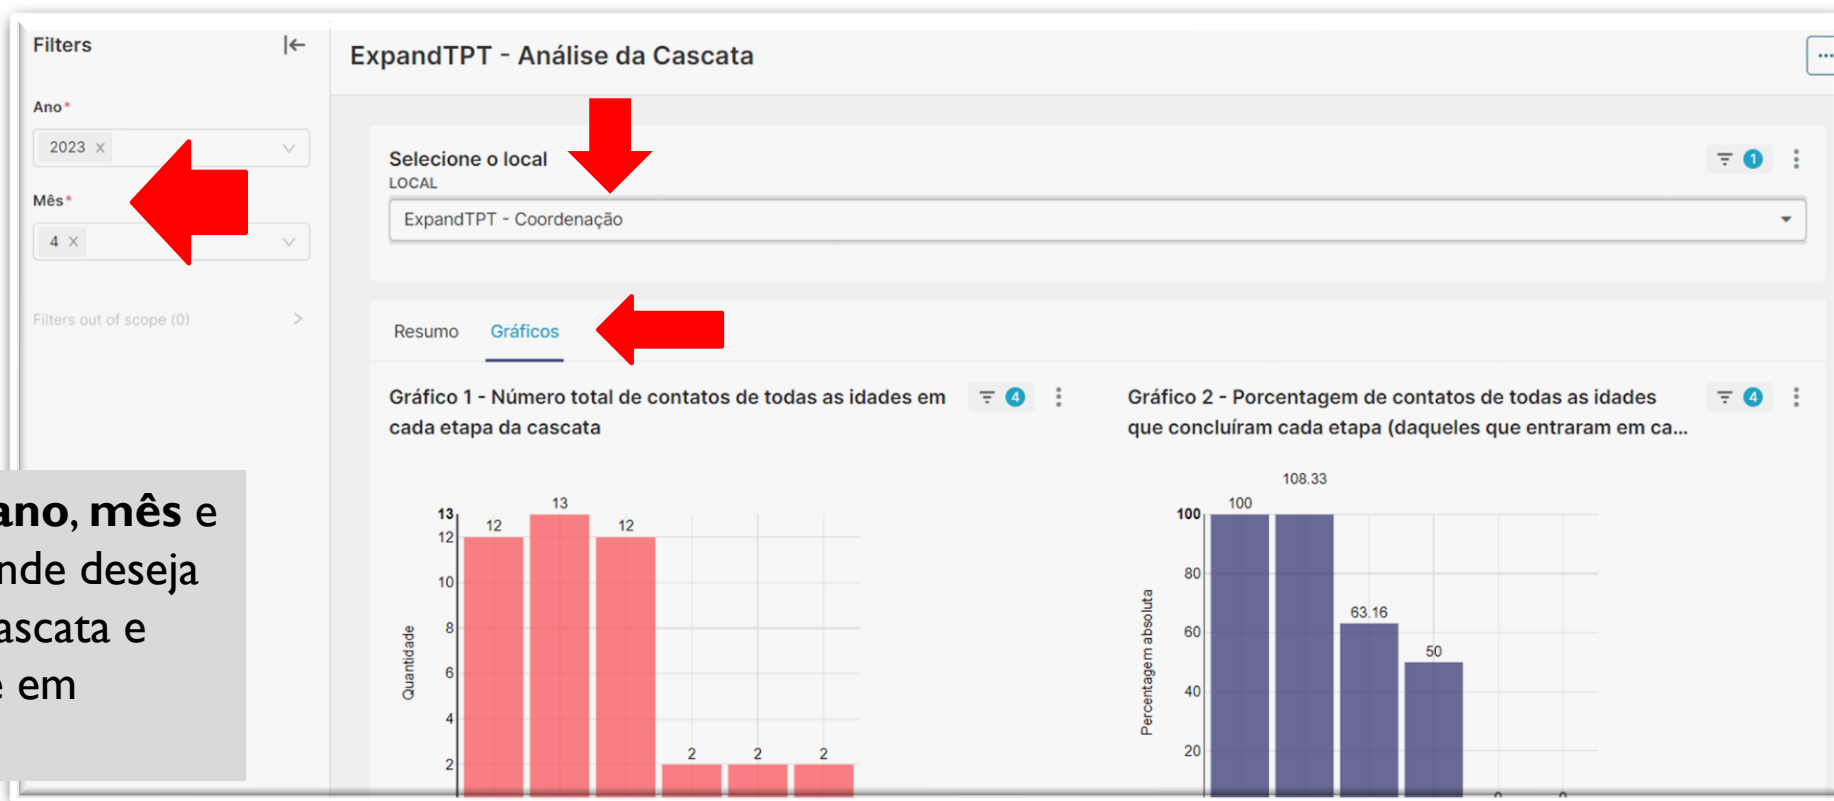 Filters
Ano*
2023 ×
Mês*
4 ×
Filters out of scope (0)
ano, mês e
nde deseja
ascata e
e em
ExpandTPT - Análise da Cascata
Selecione o local
LOCAL
ExpandTPT - Coordenação
1
Resumo Gráficos
Gráfico 1 - Número total de contatos de todas as idades em
cada etapa da cascata
4
Quantidade
13
12
10
8
6
4
2
12 13 12 2 2 2
Gráfico 2 - Porcentagem de contatos de todas as idades
que concluíram cada etapa (daqueles que entraram em ca...
4
Percentagem absoluta
100
80
60
40
20
100 108.33 63.16 50 0 0